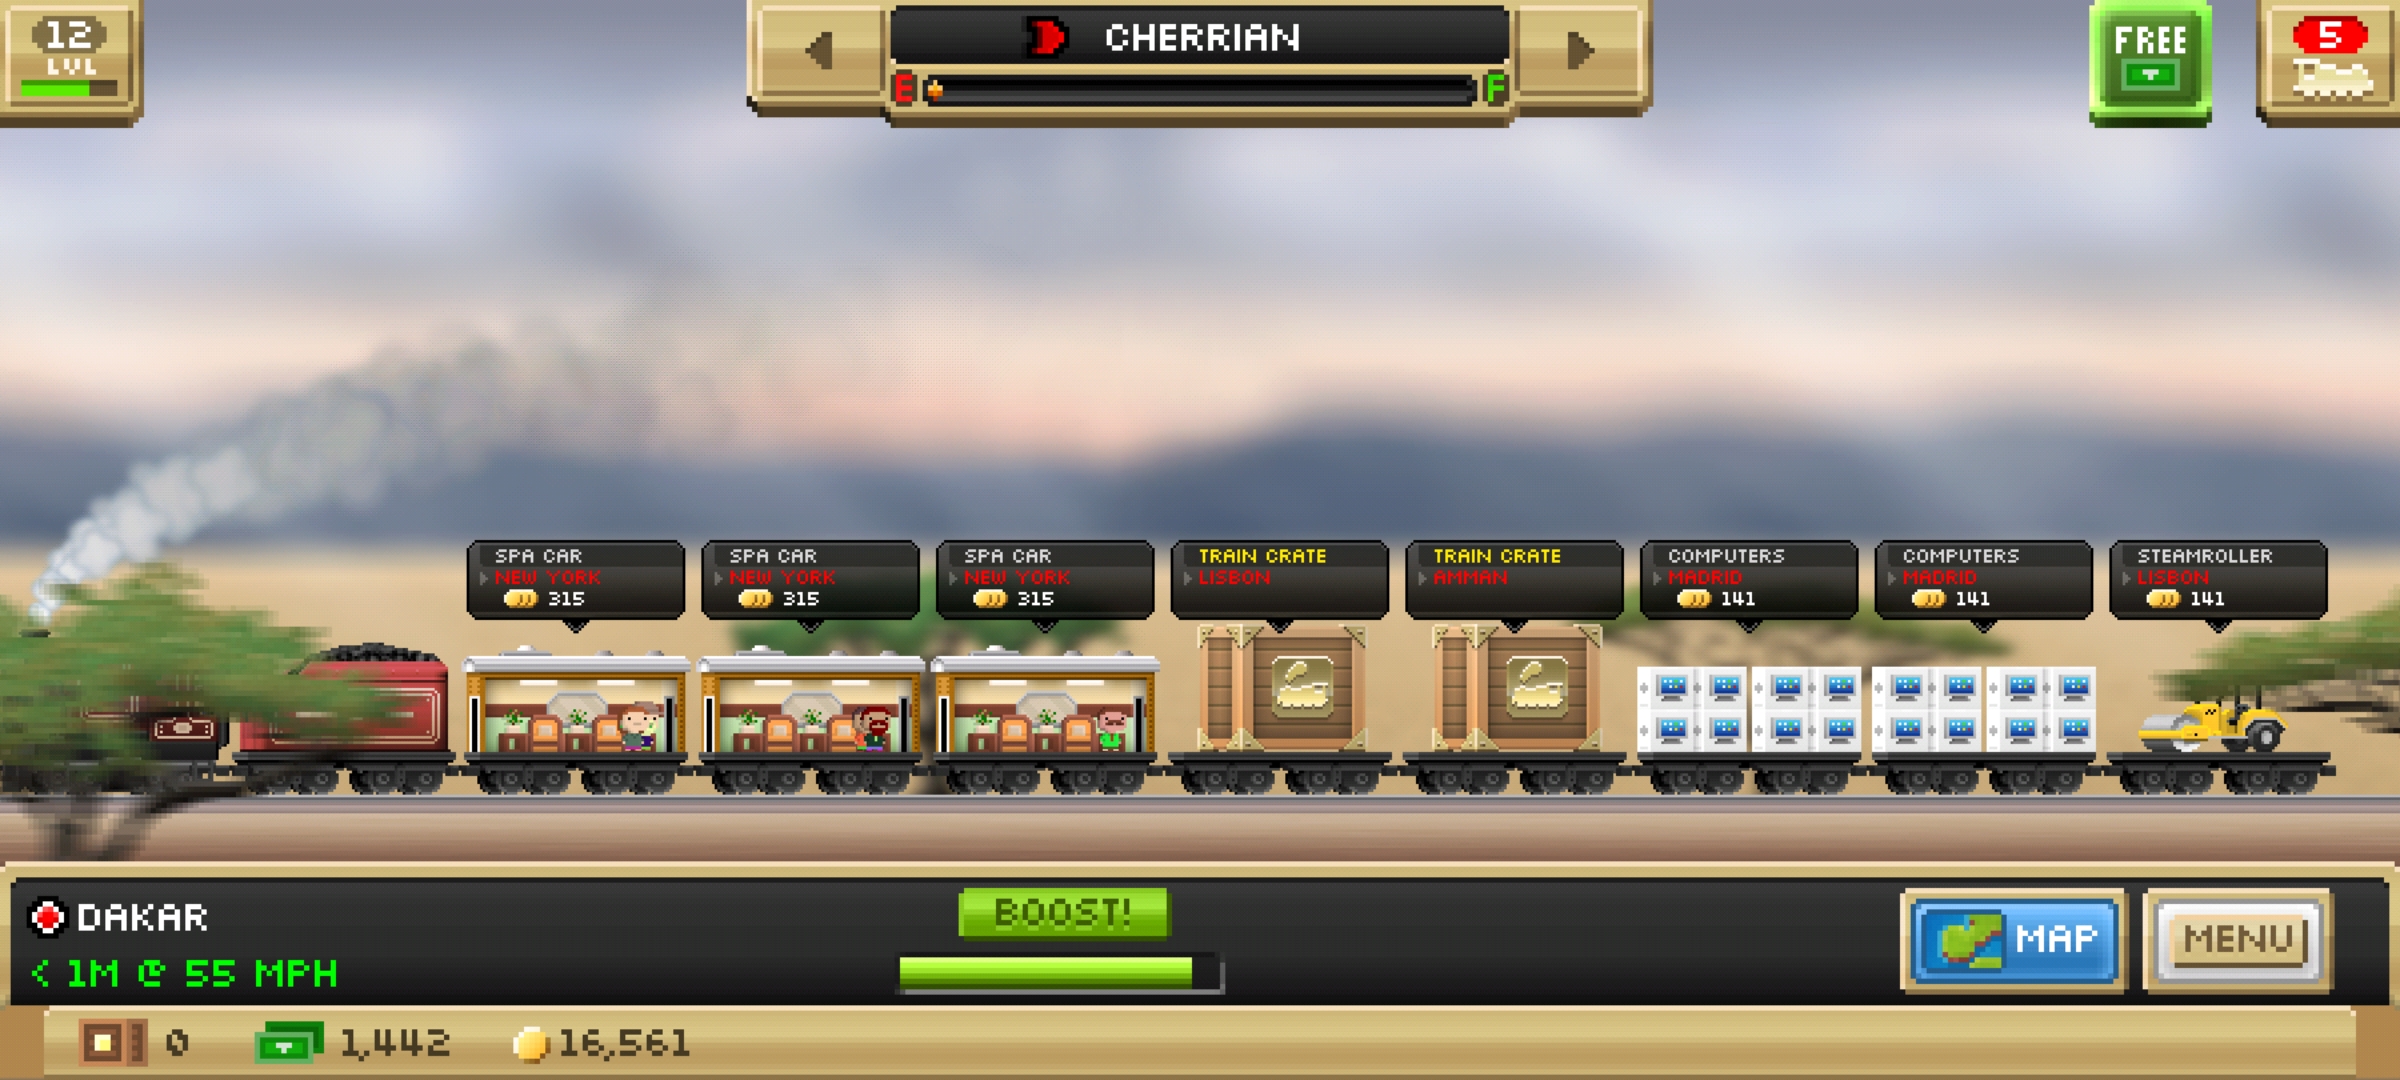 12
LVL
CHERRIAN
E F
FREE
5
SPA CAR
NEW YORK
315
SPA CAR
NEW YORK
315
SPA CAR
NEW YORK
315
TRAIN CRATE
LISBON
TRAIN CRATE
AMMAN
COMPUTERS
MADRID
141
COMPUTERS
MADRID
141
STEAMROLLER
LISBON
141
DAKAR
< 1M @ 55 MPH
BOOST!
MAP
MENU
0 1,442 16,561